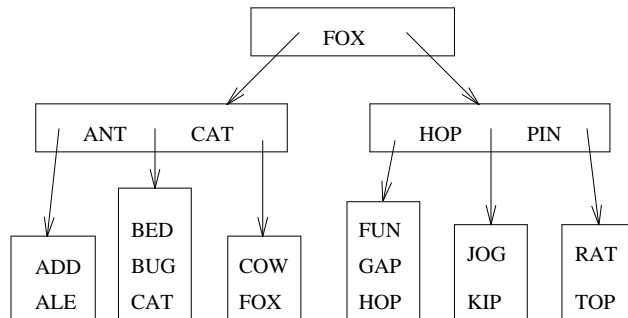 FOX
ANT CAT
HOP PIN
ADD
ALE
BED
BUG
CAT
COW
FOX
FUN
GAP
HOP
JOG
KIP
RAT
TOP